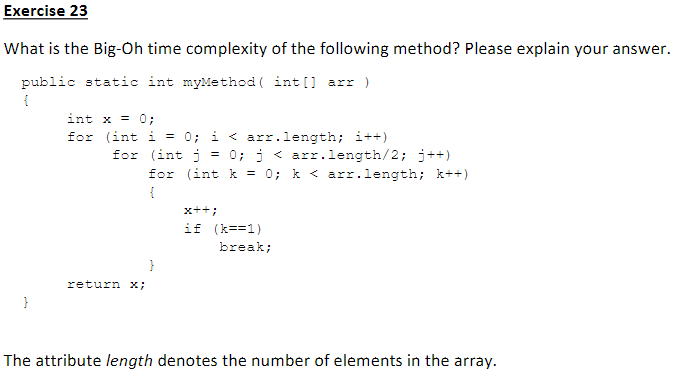 Exercise 23
What is the Big-Oh time complexity of the following method? Please explain your answer.
public static int myMethod( int[] arr )
{
int x = 0;
for (int i = 0; i < arr.length; i++)
for (int j = 0; j < arr.length/2; j++)
for (int k = 0; k < arr.length; k++)
{
x++;
if (k==1)
break;
}
return x;
}
The attribute length denotes the number of elements in the array.